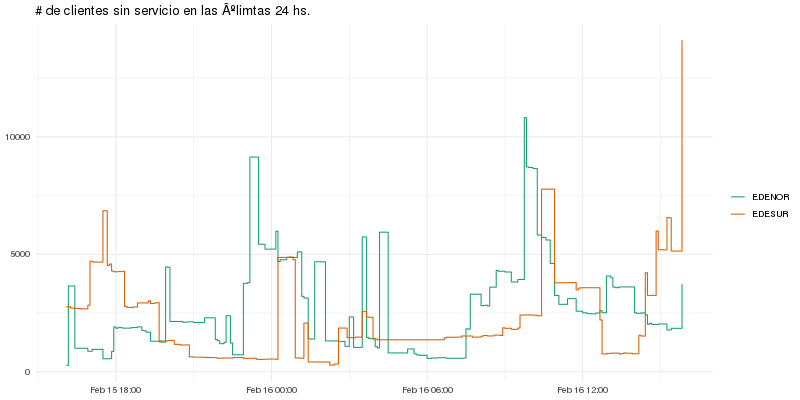 # de clientes sin servicio en las Ãºlimtas 24 hs.
10000
5000
0
Feb 15 18:00
Feb 16 00:00
Feb 16 06:00
Feb 16 12:00
EDENOR
EDESUR